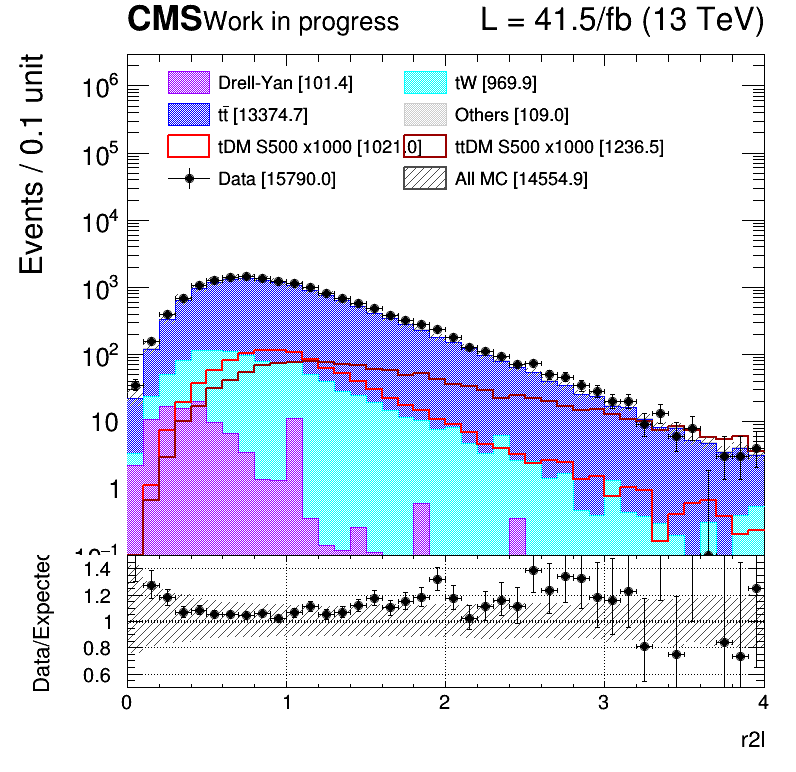 CMS Work in progress L = 41.5/fb (13 TeV)
Events / 0.1 unit
Drell-Yan [101.4] tW [969.9]
tt̄ [13374.7] Others [109.0]
tDM S500 x1000 [1021.0] ttDM S500 x1000 [1236.5]
Data [15790.0] All MC [14554.9]
10⁶
10⁵
10⁴
10³
10²
10
1
10⁻¹
Data/Expected
1.4
1.2
1
0.8
0.6
0 1 2 3 4
r2l